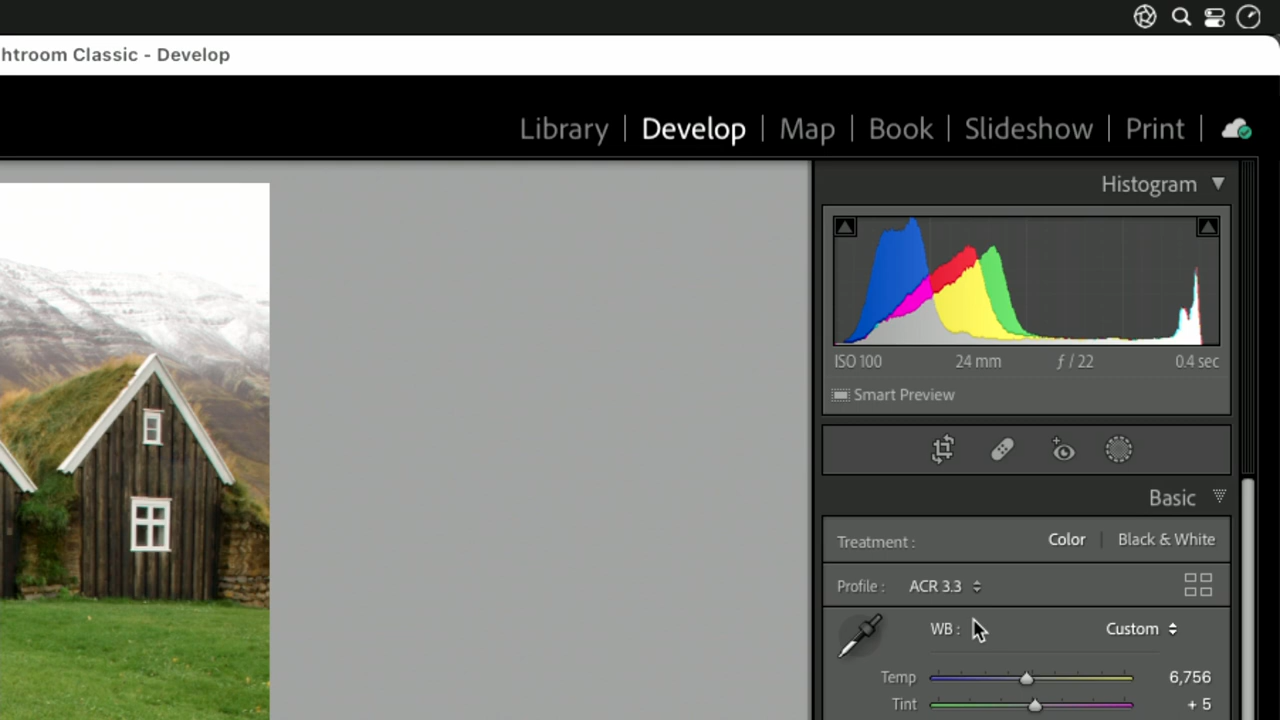 htroom Classic - Develop
Library | Develop | Map | Book | Slideshow | Print |
Histogram
ISO 100 24 mm ƒ / 22 0.4 sec
Smart Preview
Basic
Treatment : Color | Black & White
Profile : ACR 3.3
WB : Custom
Temp 6,756
Tint + 5